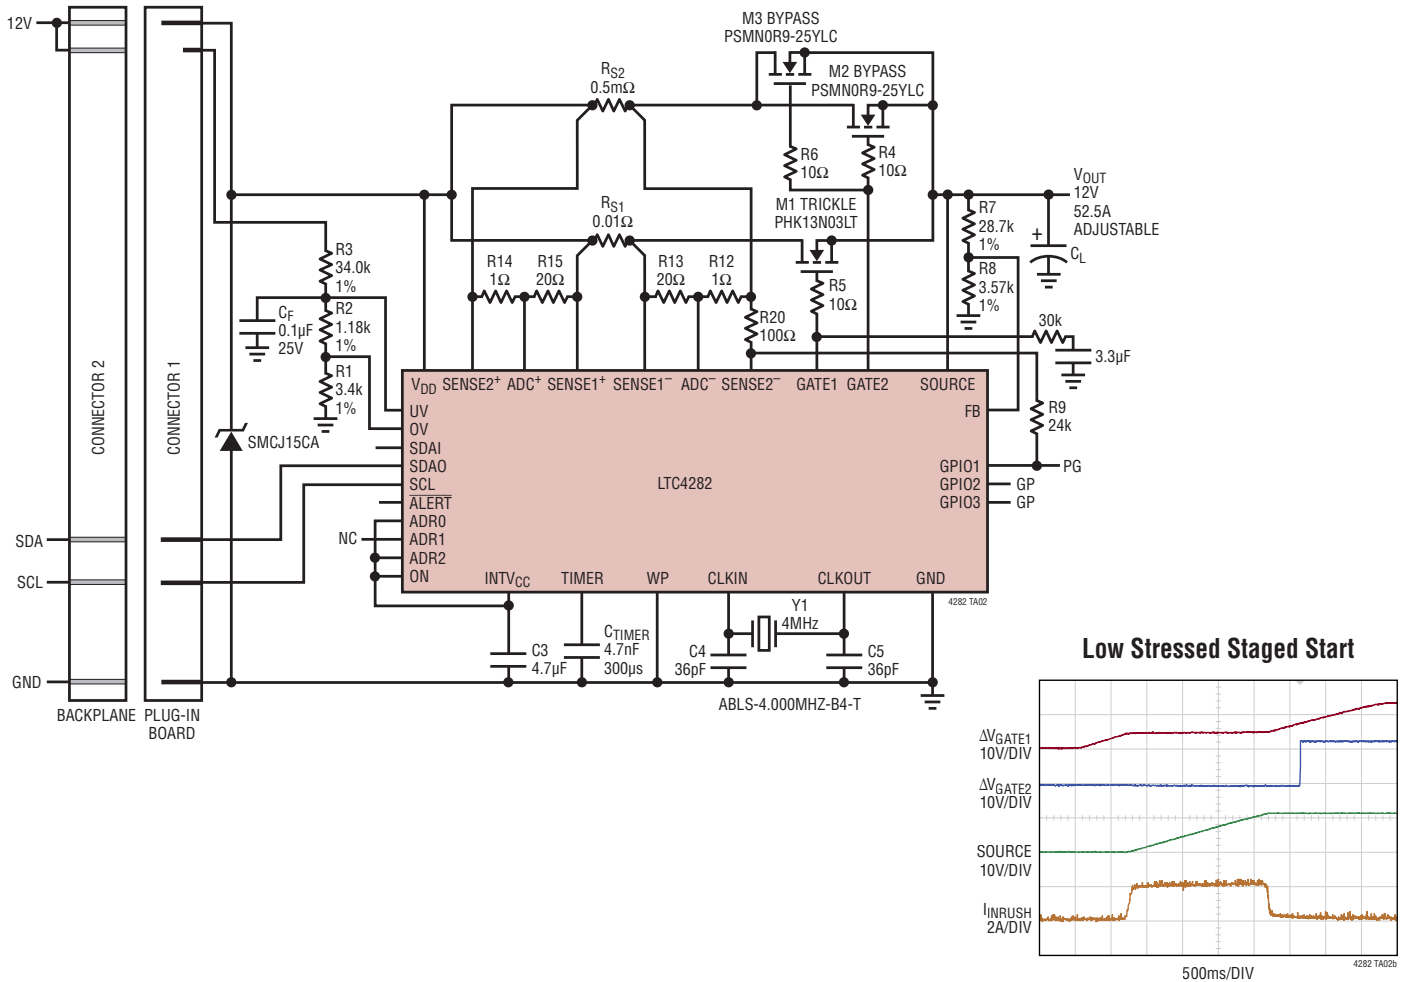 M3 BYPASS
PSMN0R9-25YLC
12V
RS2
0.5mΩ
M2 BYPASS
PSMN0R9-25YLC
R6
10Ω
R4
10Ω
VOUT
12V
52.5A
ADJUSTABLE
RS1
0.01Ω
M1 TRICKLE
PHK13N03LT
R7
28.7k
1%
+
CL
R3
34.0k
1%
R14
1Ω
R15
20Ω
R13
20Ω
R12
1Ω
R5
10Ω
R8
3.57k
1%
CF
0.1µF
25V
R2
1.18k
1%
R20
100Ω
30k
3.3µF
R1
3.4k
1%
VDD
SENSE2+
ADC+
SENSE1+
SENSE1−
ADC−
SENSE2−
GATE1
GATE2
SOURCE
UV
FB
R9
24k
OV
CONNECTOR 2
CONNECTOR 1
SMCJ15CA
SDAI
SDAO
SCL
ALERT
ADR0
ADR1
ADR2
ON
NC
LTC4282
GPIO1
GPIO2
GPIO3
PG
GP
GP
SDA
SCL
INTVCC
TIMER
WP
CLKIN
CLKOUT
GND
4282 TA02
Y1
4MHz
C3
4.7µF
CTIMER
4.7nF
300µs
C4
36pF
C5
36pF
GND
ABLS-4.000MHZ-B4-T
BACKPLANE
PLUG-IN
BOARD
Low Stressed Staged Start
ΔVGATE1
10V/DIV
ΔVGATE2
10V/DIV
SOURCE
10V/DIV
IINRUSH
2A/DIV
500ms/DIV
4282 TA02b